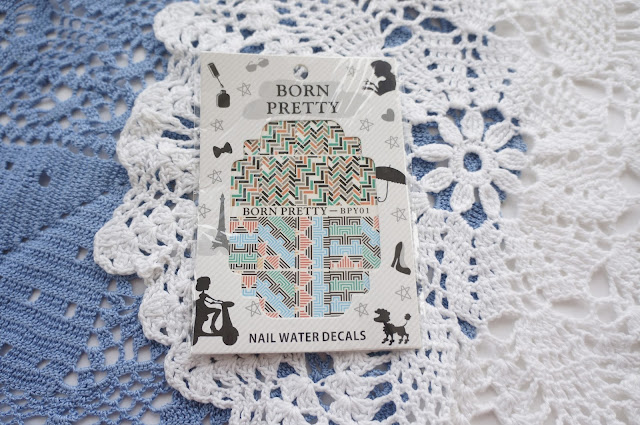 BORN
PRETTY
BORN PRETTY — BPY01
NAIL WATER DECALS